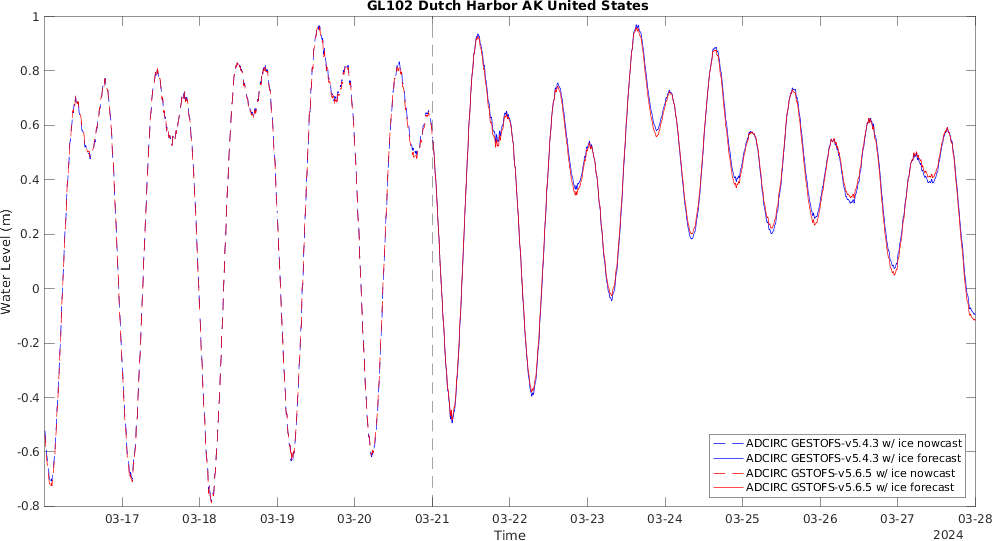 GL102 Dutch Harbor AK United States
1
0.8
0.6
0.4
0.2
0
-0.2
-0.4
-0.6
-0.8
Water Level (m)
ADCIRC GESTOFS-v5.4.3 w/ ice nowcast
ADCIRC GESTOFS-v5.4.3 w/ ice forecast
ADCIRC GSTOFS-v5.6.5 w/ ice nowcast
ADCIRC GSTOFS-v5.6.5 w/ ice forecast
03-17 03-18 03-19 03-20 03-21 03-22 03-23 03-24 03-25 03-26 03-27 03-28
Time
2024